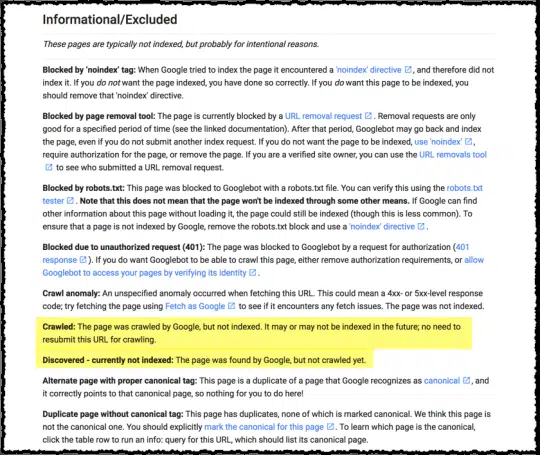 Informational/Excluded
These pages are typically not indexed, but probably for intentional reasons.
Blocked by 'noindex' tag: When Google tried to index the page it encountered a 'noindex' directive, and therefore did not
index it. If you do not want the page indexed, you have done so correctly. If you do want this page to be indexed, you
should remove that 'noindex' directive.
Blocked by page removal tool: The page is currently blocked by a URL removal request. Removal requests are only
good for a specified period of time (see the linked documentation). After that period, Googlebot may go back and index
the page, even if you do not submit another index request. If you do not want the page to be indexed, use 'noindex',
require authorization for the page, or remove the page. If you are a verified site owner, you can use the URL removals tool
to see who submitted a URL removal request.
Blocked by robots.txt: This page was blocked to Googlebot with a robots.txt file. You can verify this using the robots.txt
tester. Note that this does not mean that the page won't be indexed through some other means. If Google can find
other information about this page without loading it, the page could still be indexed (though this is less common). To
ensure that a page is not indexed by Google, remove the robots.txt block and use a 'noindex' directive.
Blocked due to unauthorized request (401): The page was blocked to Googlebot by a request for authorization (401
response). If you do want Googlebot to be able to crawl this page, either remove authorization requirements, or allow
Googlebot to access your pages by verifying its identity.
Crawl anomaly: An unspecified anomaly occurred when fetching this URL. This could mean a 4xx- or 5xx-level response
code; try fetching the page using Fetch as Google to see if it encounters any fetch issues. The page was not indexed.
Crawled: The page was crawled by Google, but not indexed. It may or may not be indexed in the future; no need to
resubmit this URL for crawling.
Discovered - currently not indexed: The page was found by Google, but not crawled yet.
Alternate page with proper canonical tag: This page is a duplicate of a page that Google recognizes as canonical, and
it correctly points to that canonical page, so nothing for you to do here!
Duplicate page without canonical tag: This page has duplicates, none of which is marked canonical. We think this page is
not the canonical one. You should explicitly mark the canonical for this page. To learn which page is the canonical,
click the table row to run an info: query for this URL, which should list its canonical page.